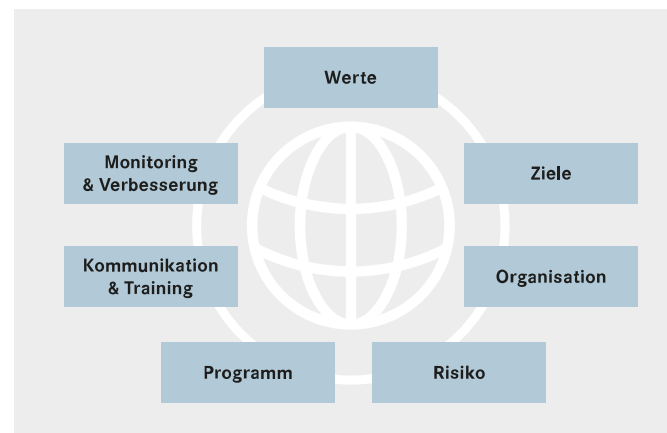 Werte
Ziele
Organisation
Risiko
Programm
Kommunikation
& Training
Monitoring
& Verbesserung